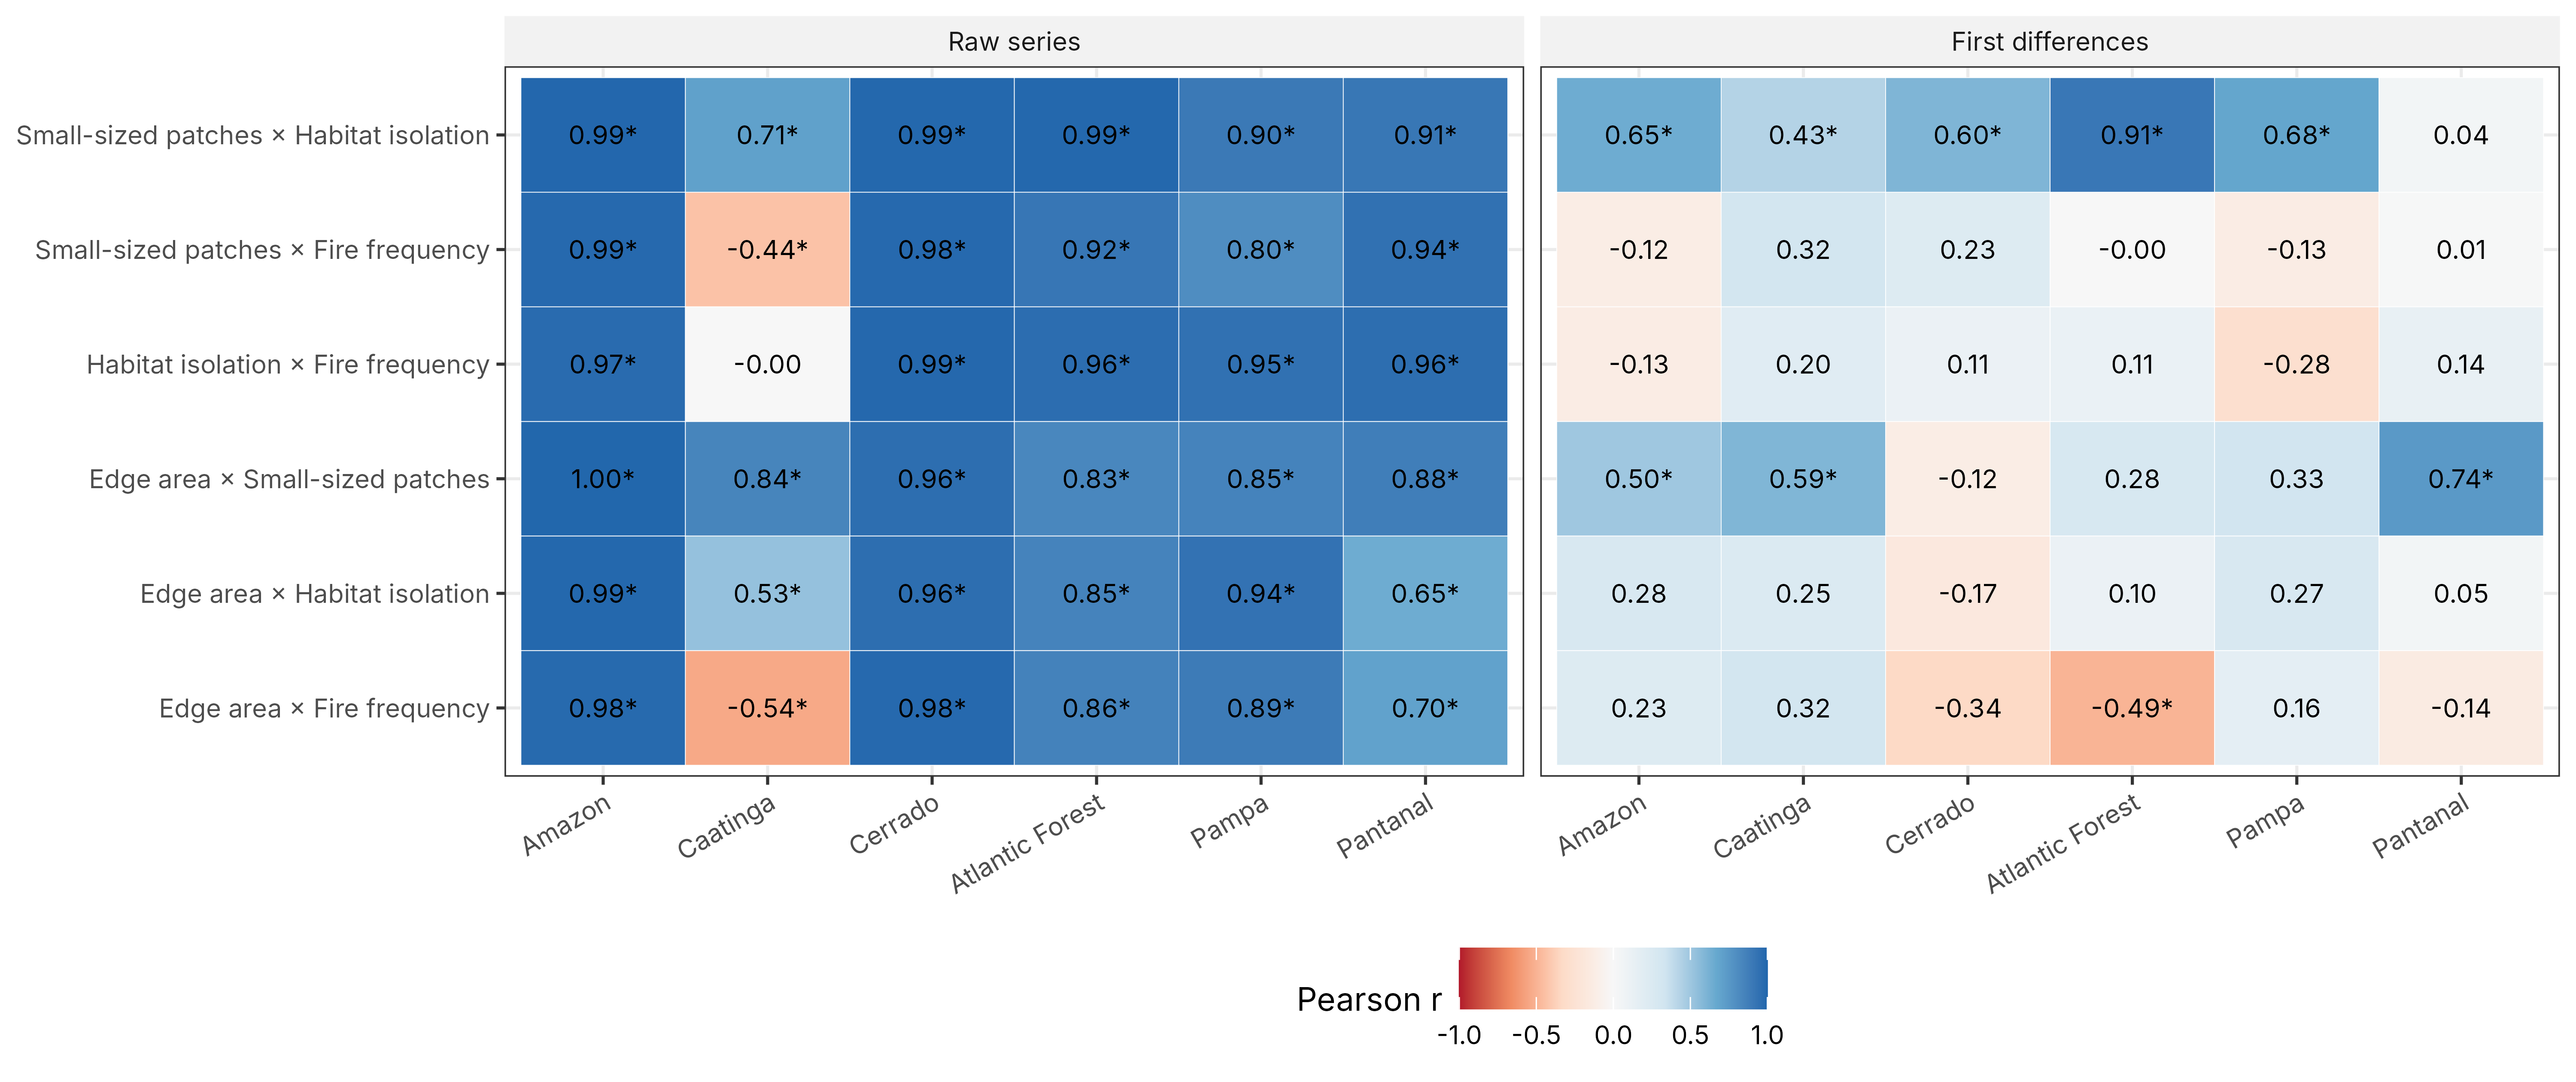 Raw series First differences
Small-sized patches × Habitat isolation 0.99* 0.71* 0.99* 0.99* 0.90* 0.91* 0.65* 0.43* 0.60* 0.91* 0.68* 0.04
Small-sized patches × Fire frequency 0.99* -0.44* 0.98* 0.92* 0.80* 0.94* -0.12 0.32 0.23 -0.00 -0.13 0.01
Habitat isolation × Fire frequency 0.97* -0.00 0.99* 0.96* 0.95* 0.96* -0.13 0.20 0.11 0.11 -0.28 0.14
Edge area × Small-sized patches 1.00* 0.84* 0.96* 0.83* 0.85* 0.88* 0.50* 0.59* -0.12 0.28 0.33 0.74*
Edge area × Habitat isolation 0.99* 0.53* 0.96* 0.85* 0.94* 0.65* 0.28 0.25 -0.17 0.10 0.27 0.05
Edge area × Fire frequency 0.98* -0.54* 0.98* 0.86* 0.89* 0.70* 0.23 0.32 -0.34 -0.49* 0.16 -0.14
Amazon Caatinga Cerrado Atlantic Forest Pampa Pantanal Amazon Caatinga Cerrado Atlantic Forest Pampa Pantanal
Pearson r
-1.0 -0.5 0.0 0.5 1.0